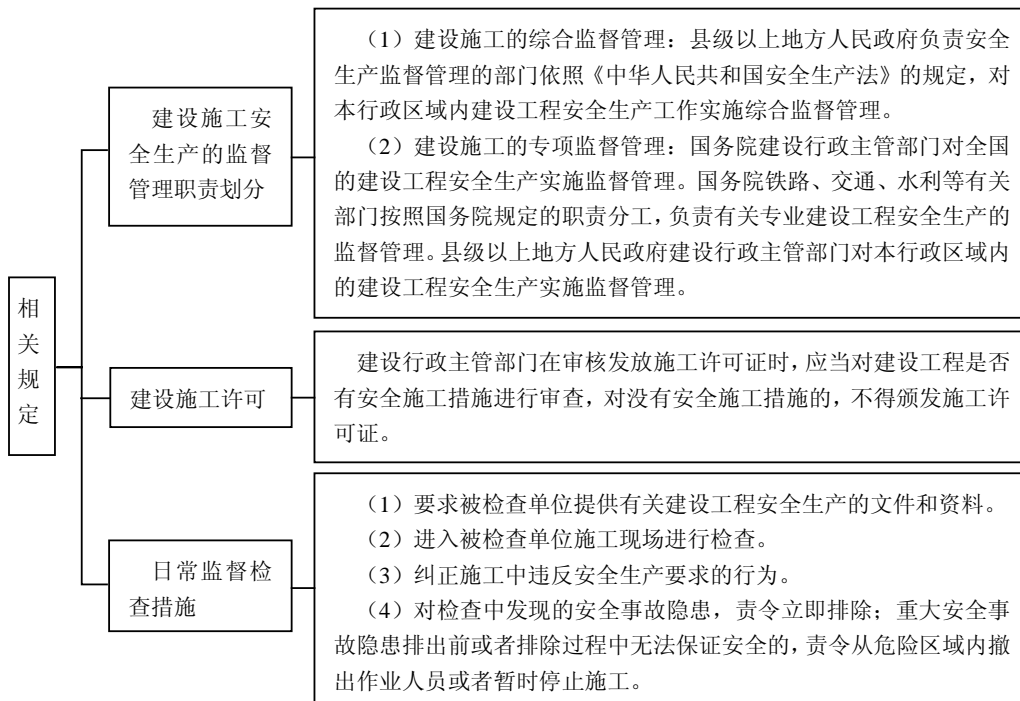 相
关
规
定
建设施工安
全生产的监督
管理职责划分
（1）建设施工的综合监督管理：县级以上地方人民政府负责安全
生产监督管理的部门依照《中华人民共和国安全生产法》的规定，对
本行政区域内建设工程安全生产工作实施综合监督管理。
（2）建设施工的专项监督管理：国务院建设行政主管部门对全国
的建设工程安全生产实施监督管理。国务院铁路、交通、水利等有关
部门按照国务院规定的职责分工，负责有关专业建设工程安全生产的
监督管理。县级以上地方人民政府建设行政主管部门对本行政区域内
的建设工程安全生产实施监督管理。
建设施工许可
建设行政主管部门在审核发放施工许可证时，应当对建设工程是否
有安全施工措施进行审查，对没有安全施工措施的，不得颁发施工许
可证。
日常监督检
查措施
（1）要求被检查单位提供有关建设工程安全生产的文件和资料。
（2）进入被检查单位施工现场进行检查。
（3）纠正施工中违反安全生产要求的行为。
（4）对检查中发现的安全事故隐患，责令立即排除；重大安全事
故隐患排出前或者排除过程中无法保证安全的，责令从危险区域内撤
出作业人员或者暂时停止施工。